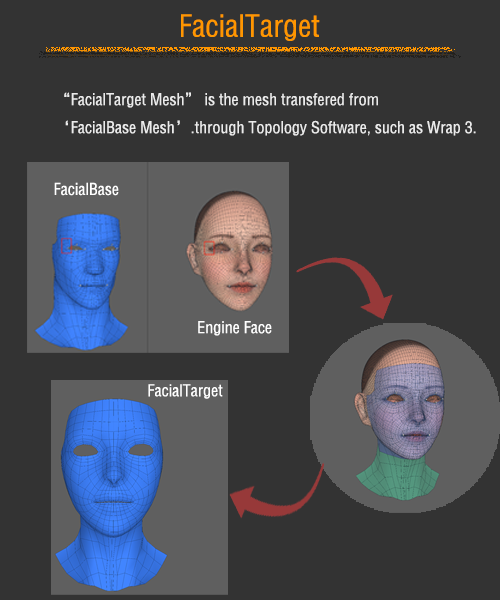 FacialTarget
“FacialTarget Mesh” is the mesh transfered from
‘FacialBase Mesh’ .through Topology Software, such as Wrap 3.
FacialBase
Engine Face
FacialTarget